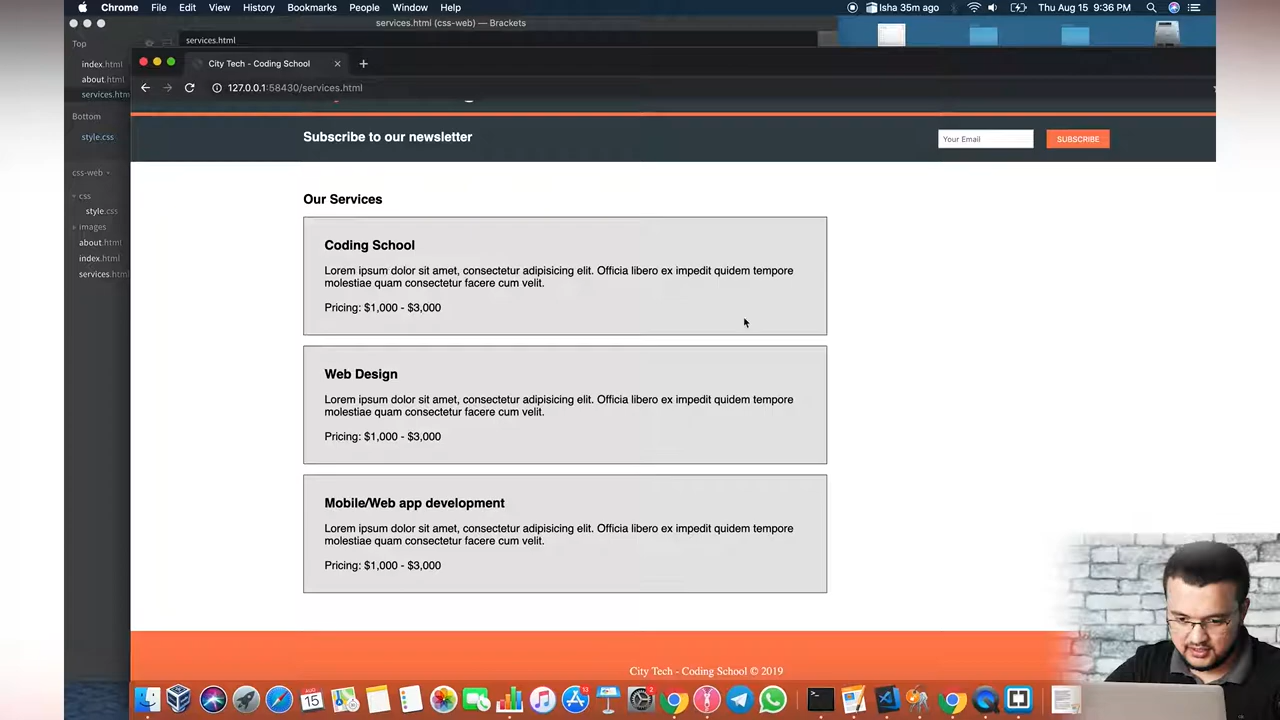 Chrome File Edit View History Bookmarks People Window Help Isha 35m ago Thu Aug 15 9:36 PM
services.html (css-web) — Brackets
Top
services.html
index.html
about.html
services.htm
Bottom
style.css
css-web
css
style.css
images
about.html
index.html
services.html
City Tech - Coding School
127.0.0.1:58430/services.html
Subscribe to our newsletter
Your Email
SUBSCRIBE
Our Services
Coding School
Lorem ipsum dolor sit amet, consectetur adipisicing elit. Officia libero ex impedit quidem tempore
molestiae quam consectetur facere cum velit.
Pricing: $1,000 - $3,000
Web Design
Lorem ipsum dolor sit amet, consectetur adipisicing elit. Officia libero ex impedit quidem tempore
molestiae quam consectetur facere cum velit.
Pricing: $1,000 - $3,000
Mobile/Web app development
Lorem ipsum dolor sit amet, consectetur adipisicing elit. Officia libero ex impedit quidem tempore
molestiae quam consectetur facere cum velit.
Pricing: $1,000 - $3,000
City Tech - Coding School © 2019
AUG
15